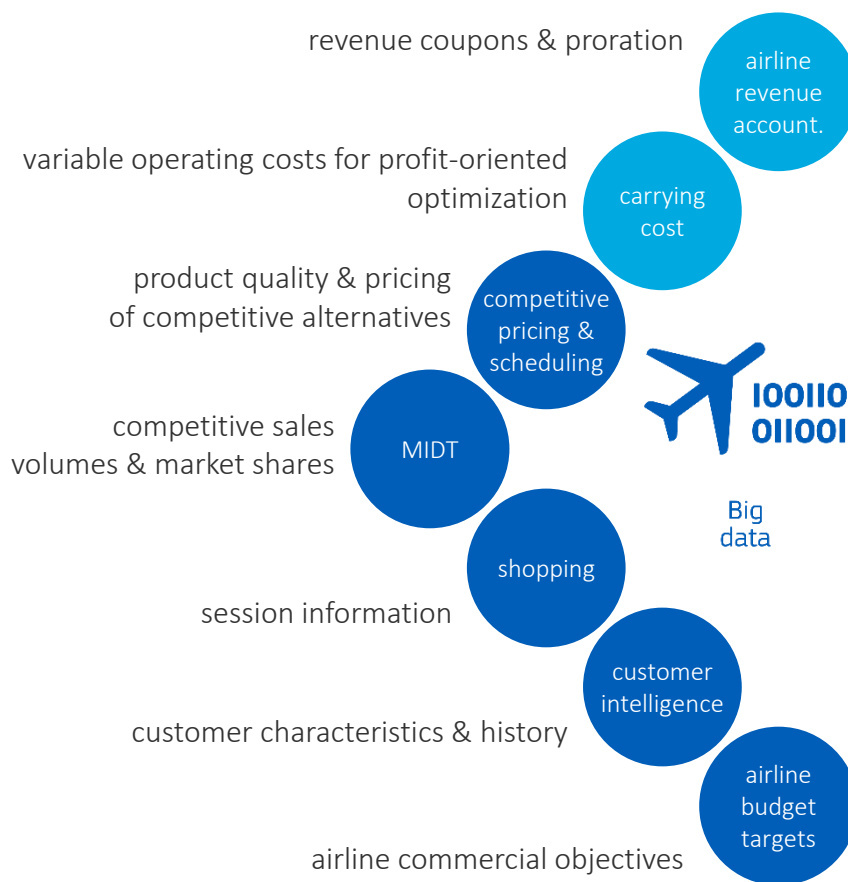 revenue coupons & proration
airline
revenue
account.
variable operating costs for profit-oriented
optimization
carrying
cost
product quality & pricing
of competitive alternatives
competitive
pricing &
scheduling
100110
011001
competitive sales
volumes & market shares
MIDT
Big
data
shopping
session information
customer
intelligence
customer characteristics & history
airline
budget
targets
airline commercial objectives